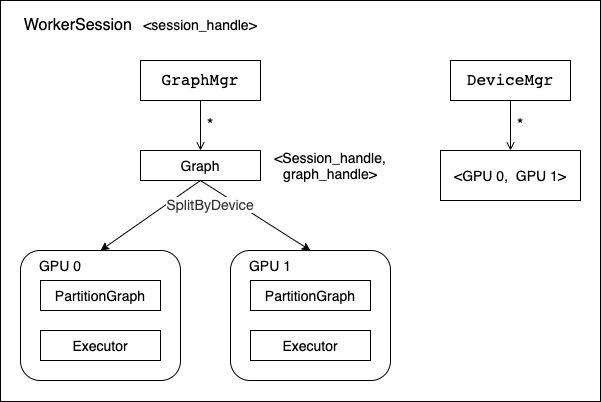 WorkerSession <session_handle>
GraphMgr
DeviceMgr
*
*
Graph
<Session_handle,
graph_handle>
<GPU 0, GPU 1>
SplitByDevice
GPU 0
PartitionGraph
Executor
GPU 1
PartitionGraph
Executor